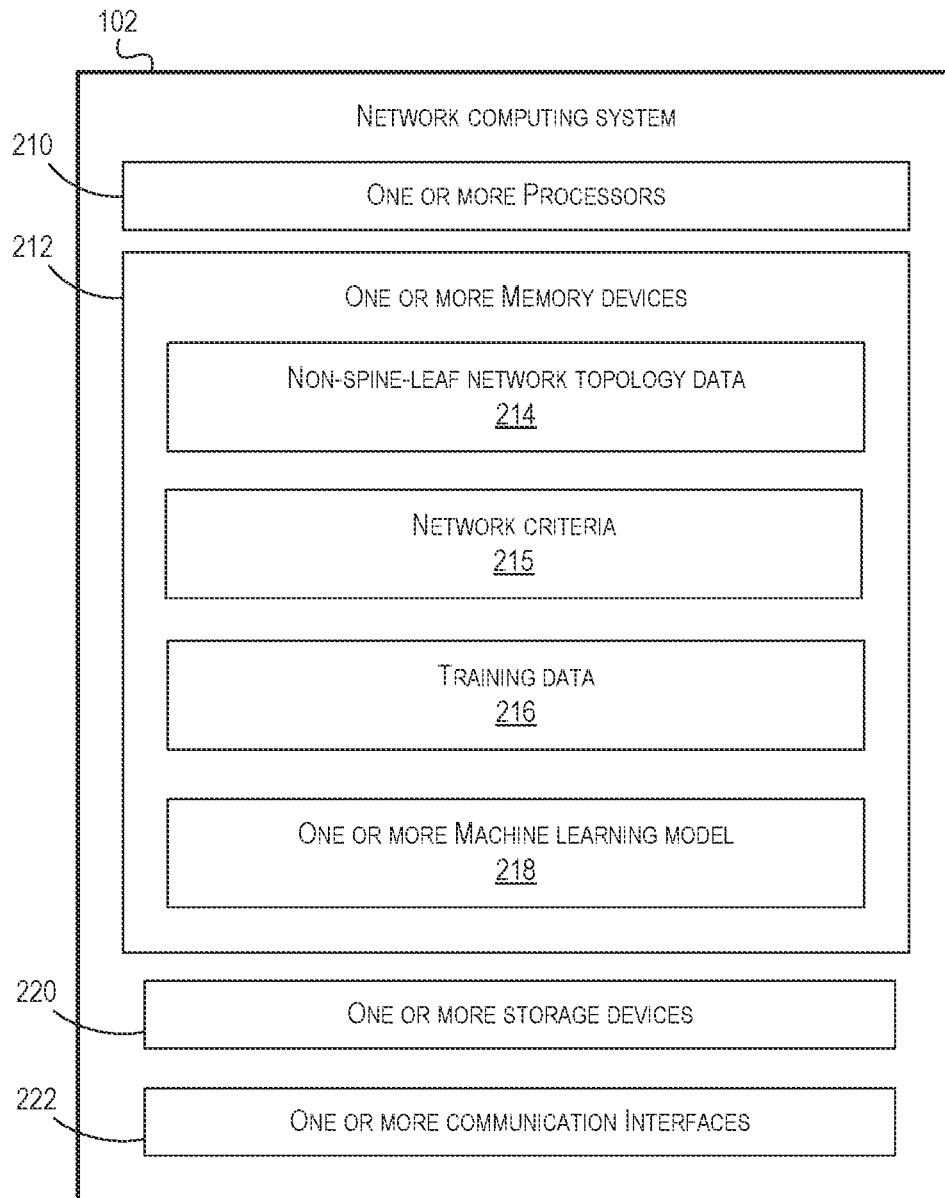 102
NETWORK COMPUTING SYSTEM
210
ONE OR MORE PROCESSORS
212
ONE OR MORE MEMORY DEVICES
NON-SPINE-LEAF NETWORK TOPOLOGY DATA
214
NETWORK CRITERIA
215
TRAINING DATA
216
ONE OR MORE MACHINE LEARNING MODEL
218
220
ONE OR MORE STORAGE DEVICES
222
ONE OR MORE COMMUNICATION INTERFACES